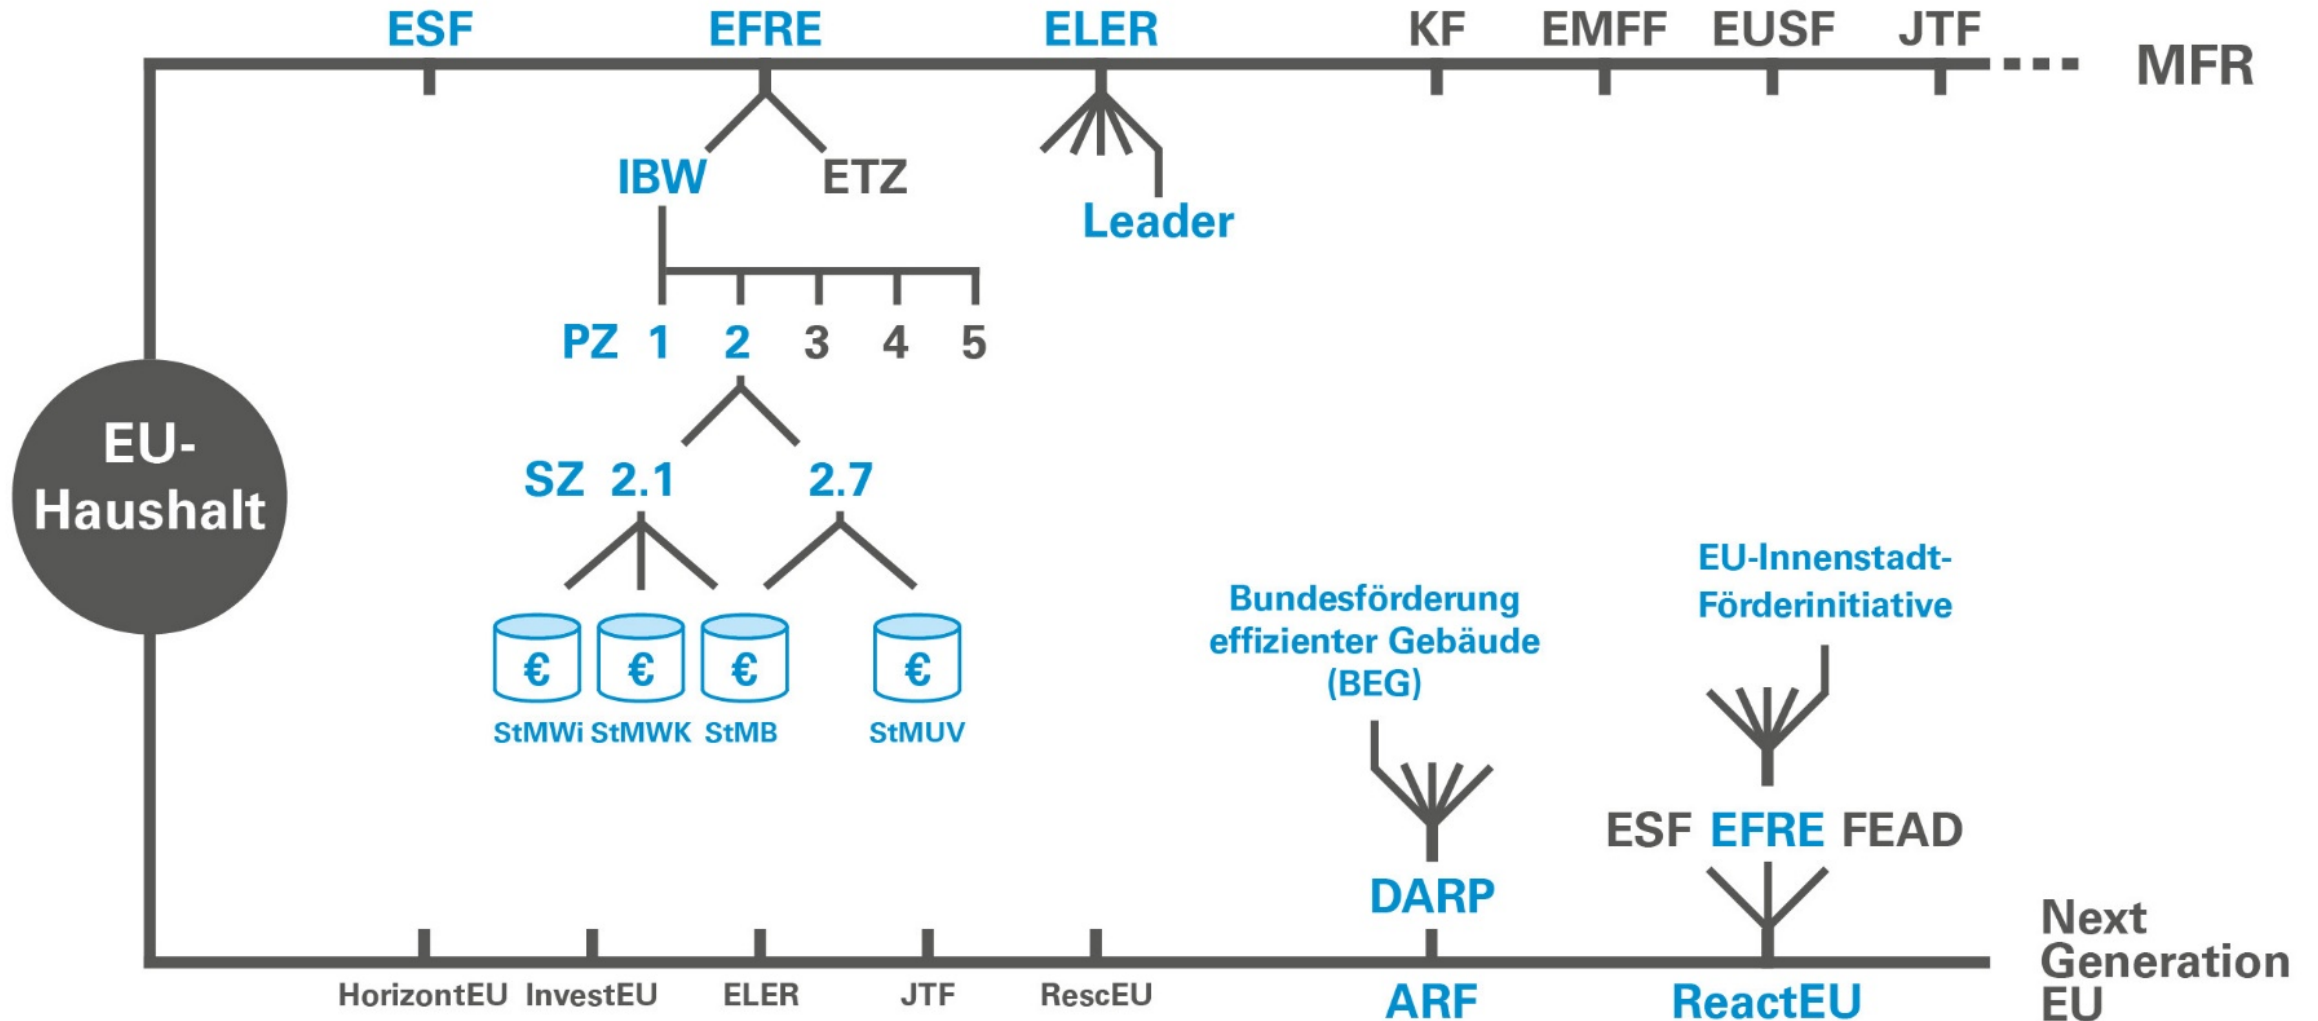 ESF EFRE ELER KF EMFF EUSF JTF
MFR
IBW ETZ
Leader
PZ 1 2 3 4 5
EU-
Haushalt
SZ 2.1 2.7
€ € € €
StMWi StMWK StMB StMUV
Bundesförderung
effizienter Gebäude
(BEG)
EU-Innenstadt-
Förderinitiative
ESF EFRE FEAD
DARP
HorizontEU InvestEU ELER JTF RescEU ARF ReactEU
Next
Generation
EU